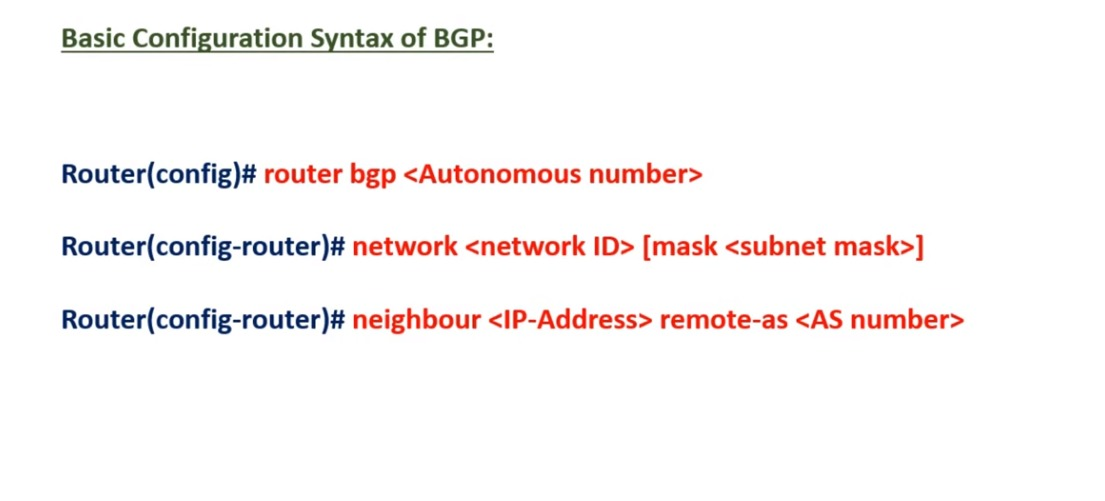 Basic Configuration Syntax of BGP:
Router(config)# router bgp <Autonomous number>
Router(config-router)# network <network ID> [mask <subnet mask>]
Router(config-router)# neighbour <IP-Address> remote-as <AS number>